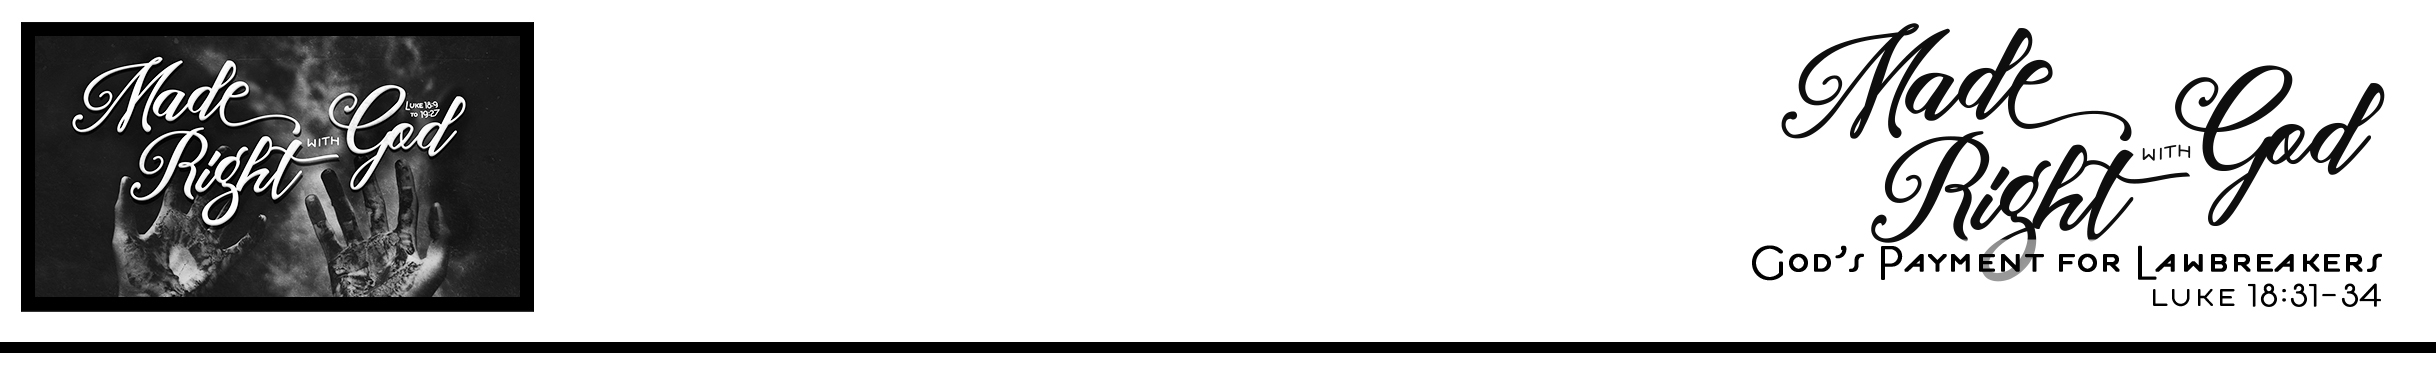 Made
Right with God
Luke 18:9
to 19:27
Made
Right with God
God's Payment for Lawbreakers
Luke 18:31-34